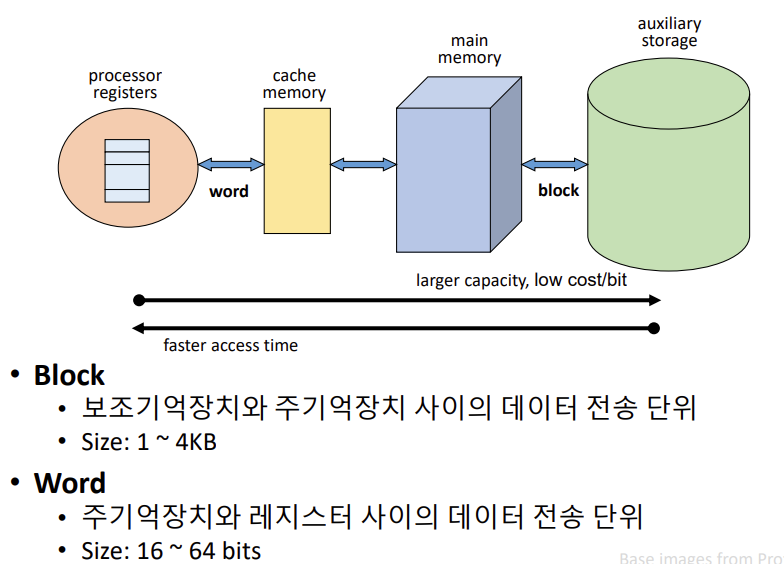 processor
registers
cache
memory
main
memory
auxiliary
storage
word
block
larger capacity, low cost/bit
faster access time
• Block
• 보조기억장치와 주기억장치 사이의 데이터 전송 단위
• Size: 1 ~ 4KB
• Word
• 주기억장치와 레지스터 사이의 데이터 전송 단위
• Size: 16 ~ 64 bits
Base images from Pro